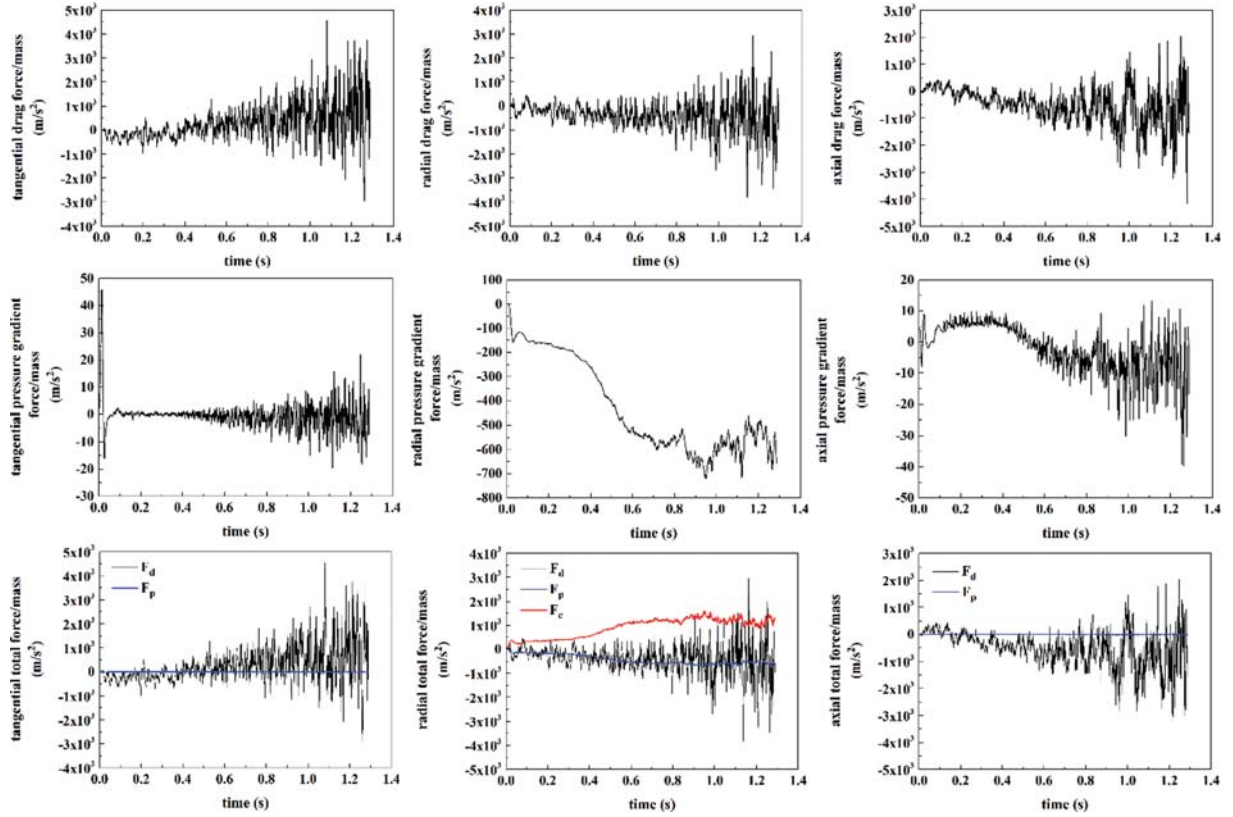 tangential drag force/mass
(m/s²)
5x10³
4x10³
3x10³
2x10³
1x10³
0
-1x10³
-2x10³
-3x10³
-4x10³
0.0 0.2 0.4 0.6 0.8 1.0 1.2 1.4
time (s)
radial drag force/mass
(m/s²)
4x10³
3x10³
2x10³
1x10³
0
-1x10³
-2x10³
-3x10³
-4x10³
-5x10³
0.0 0.2 0.4 0.6 0.8 1.0 1.2 1.4
time (s)
axial drag force/mass
(m/s²)
3x10³
2x10³
1x10³
0
-1x10³
-2x10³
-3x10³
-4x10³
-5x10³
0.0 0.2 0.4 0.6 0.8 1.0 1.2 1.4
time (s)
tangential pressure gradient
force/mass
(m/s²)
50
40
30
20
10
0
-10
-20
-30
0.0 0.2 0.4 0.6 0.8 1.0 1.2 1.4
time (s)
radial pressure gradient
force/mass
(m/s²)
100
0
-100
-200
-300
-400
-500
-600
-700
-800
0.0 0.2 0.4 0.6 0.8 1.0 1.2 1.4
time (s)
axial pressure gradient
force/mass
(m/s²)
20
10
0
-10
-20
-30
-40
-50
0.0 0.2 0.4 0.6 0.8 1.0 1.2 1.4
time (s)
tangential total force/mass
(m/s²)
5x10³
4x10³
3x10³
2x10³
1x10³
0
-1x10³
-2x10³
-3x10³
-4x10³
F_d
F_p
0.0 0.2 0.4 0.6 0.8 1.0 1.2 1.4
time (s)
radial total force/mass
(m/s²)
4x10³
3x10³
2x10³
1x10³
0
-1x10³
-2x10³
-3x10³
-4x10³
-5x10³
F_d
F_p
F_c
0.0 0.2 0.4 0.6 0.8 1.0 1.2 1.4
time (s)
axial total force/mass
(m/s²)
3x10³
2x10³
1x10³
0
-1x10³
-2x10³
-3x10³
-4x10³
-5x10³
F_d
F_p
0.0 0.2 0.4 0.6 0.8 1.0 1.2 1.4
time (s)